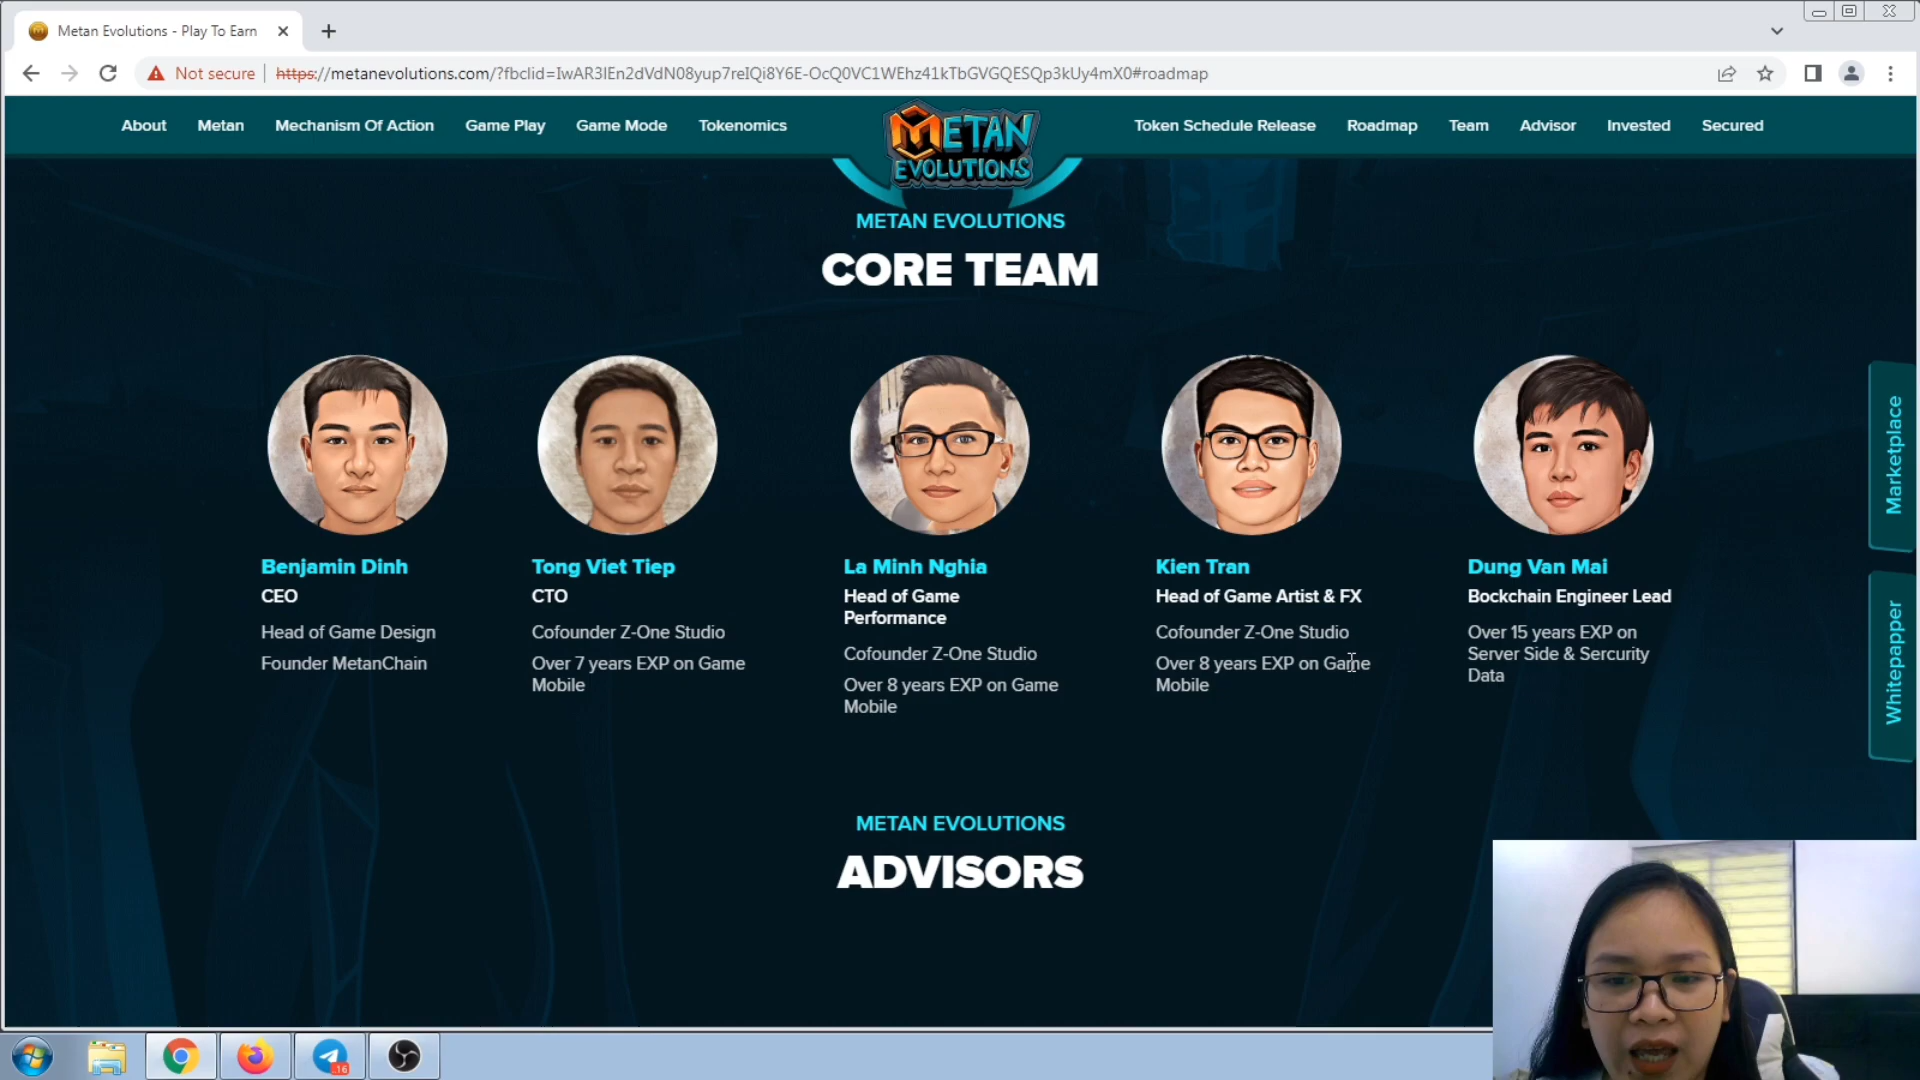 Metan Evolutions - Play To Earn
Not secure
https://metanevolutions.com/?fbclid=IwAR3lEn2dVdN08yup7reIQi8Y6E-OcQ0VC1WEhz41kTbGVGQESQp3kUy4mX0#roadmap
About Metan Mechanism Of Action Game Play Game Mode Tokenomics
METAN
EVOLUTIONS
Token Schedule Release Roadmap Team Advisor Invested Secured
METAN EVOLUTIONS
CORE TEAM
Benjamin Dinh
CEO
Head of Game Design
Founder MetanChain
Tong Viet Tiep
CTO
Cofounder Z-One Studio
Over 7 years EXP on Game
Mobile
La Minh Nghia
Head of Game
Performance
Cofounder Z-One Studio
Over 8 years EXP on Game
Mobile
Kien Tran
Head of Game Artist & FX
Cofounder Z-One Studio
Over 8 years EXP on Game
Mobile
Dung Van Mai
Bockchain Engineer Lead
Over 15 years EXP on
Server Side & Sercurity
Data
Marketplace
Whitepapper
METAN EVOLUTIONS
ADVISORS
16